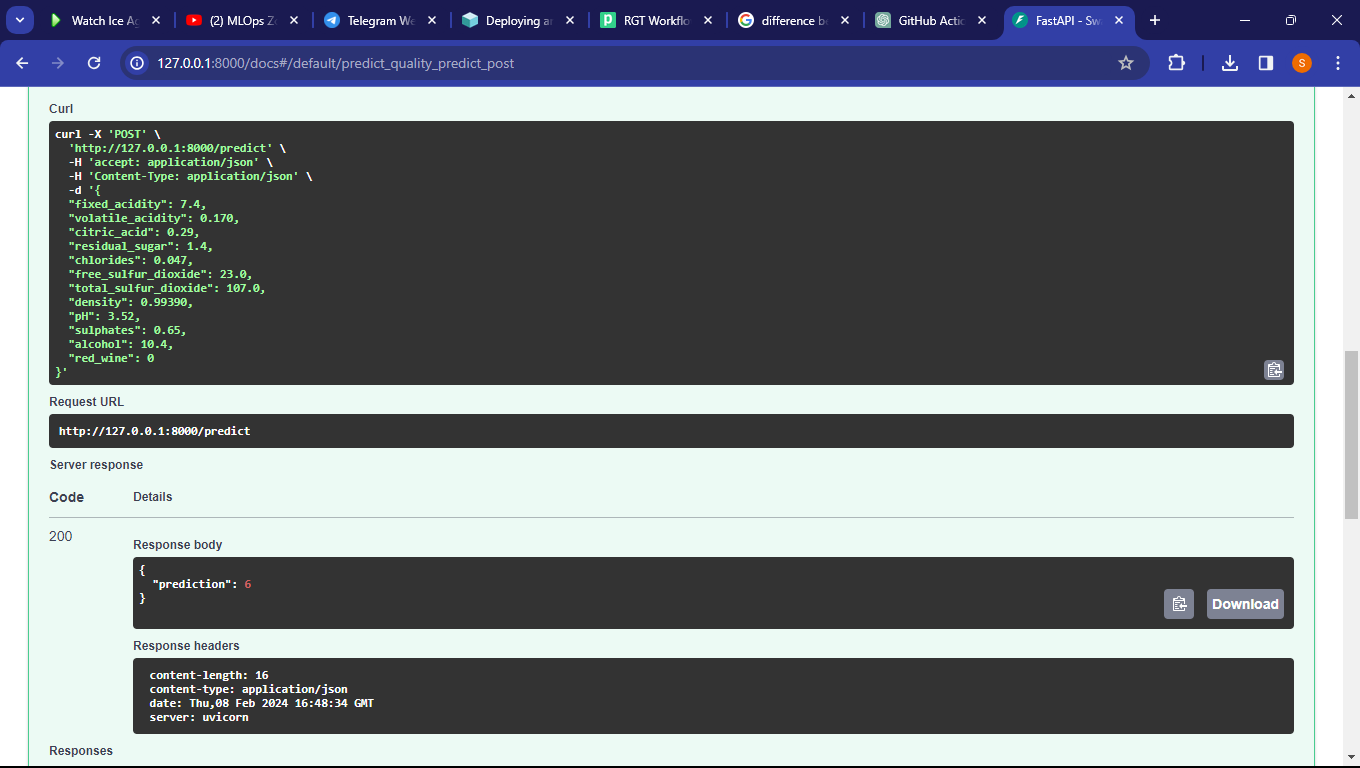 Watch Ice Ag
(2) MLOps Z
Telegram We
Deploying an
RGT Workflo
difference be
GitHub Actio
FastAPI - Swa
127.0.0.1:8000/docs#/default/predict_quality_predict_post
S
Curl
curl -X 'POST' \
'http://127.0.0.1:8000/predict' \
-H 'accept: application/json' \
-H 'Content-Type: application/json' \
-d '{
"fixed_acidity": 7.4,
"volatile_acidity": 0.170,
"citric_acid": 0.29,
"residual_sugar": 1.4,
"chlorides": 0.047,
"free_sulfur_dioxide": 23.0,
"total_sulfur_dioxide": 107.0,
"density": 0.99390,
"pH": 3.52,
"sulphates": 0.65,
"alcohol": 10.4,
"red_wine": 0
}'
Request URL
http://127.0.0.1:8000/predict
Server response
Code Details
200
Response body
{
"prediction": 6
}
Download
Response headers
content-length: 16
content-type: application/json
date: Thu,08 Feb 2024 16:48:34 GMT
server: uvicorn
Responses